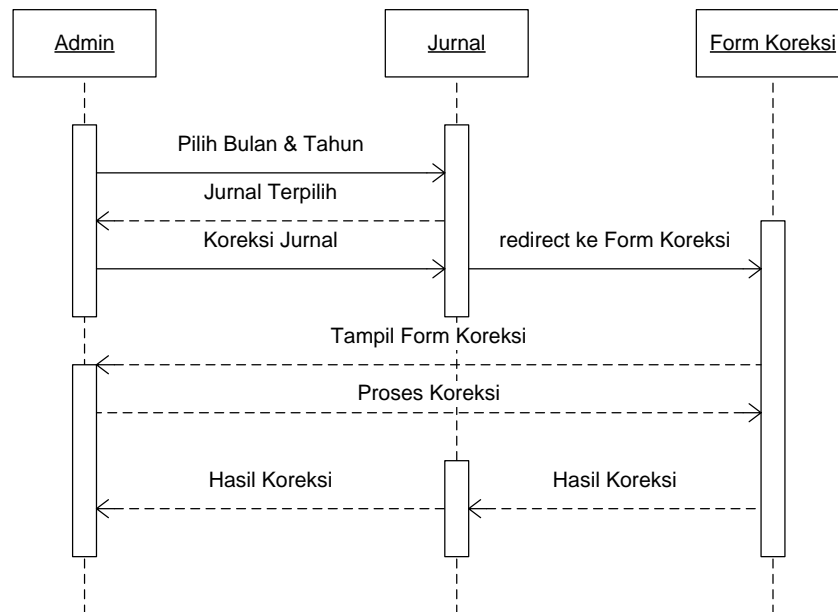 Admin
Jurnal
Form Koreksi
Pilih Bulan & Tahun
Jurnal Terpilih
Koreksi Jurnal
redirect ke Form Koreksi
Tampil Form Koreksi
Proses Koreksi
Hasil Koreksi
Hasil Koreksi